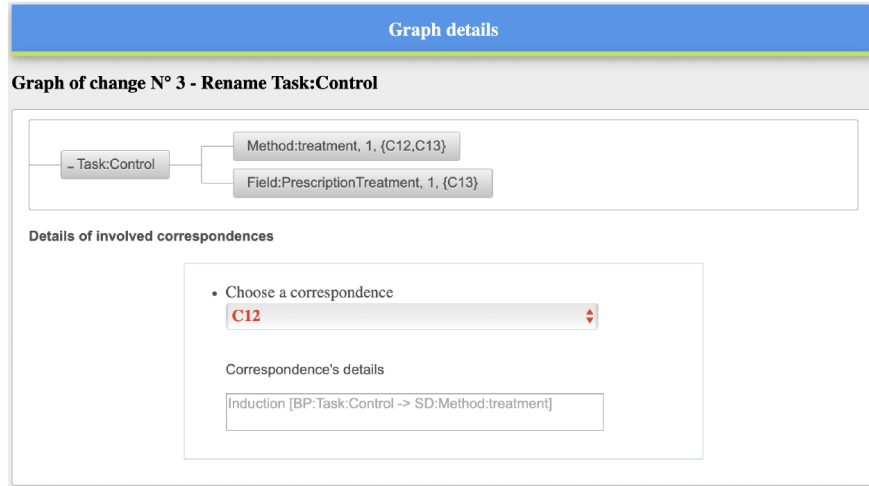 Graph details
Graph of change N° 3 - Rename Task:Control
Method:treatment, 1, {C12,C13}
– Task:Control
Field:PrescriptionTreatment, 1, {C13}
Details of involved correspondences
• Choose a correspondence
C12
Correspondence's details
Induction [BP:Task:Control -> SD:Method:treatment]